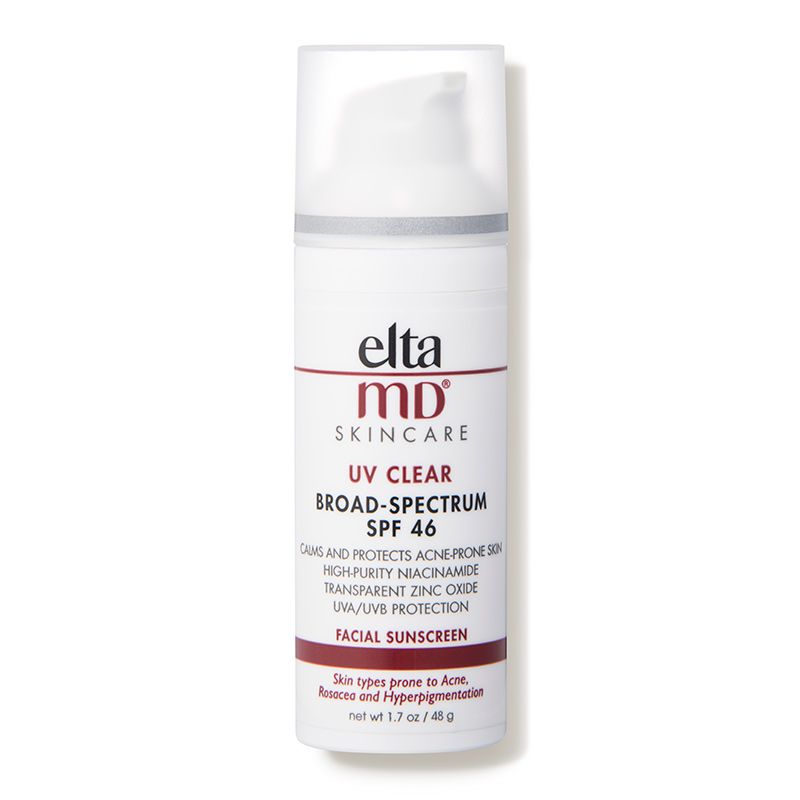 elta
MD®
SKINCARE
UV CLEAR
BROAD-SPECTRUM
SPF 46
CALMS AND PROTECTS ACNE-PRONE SKIN
HIGH-PURITY NIACINAMIDE
TRANSPARENT ZINC OXIDE
UVA/UVB PROTECTION
FACIAL SUNSCREEN
Skin types prone to Acne,
Rosacea and Hyperpigmentation
net wt 1.7 oz / 48 g